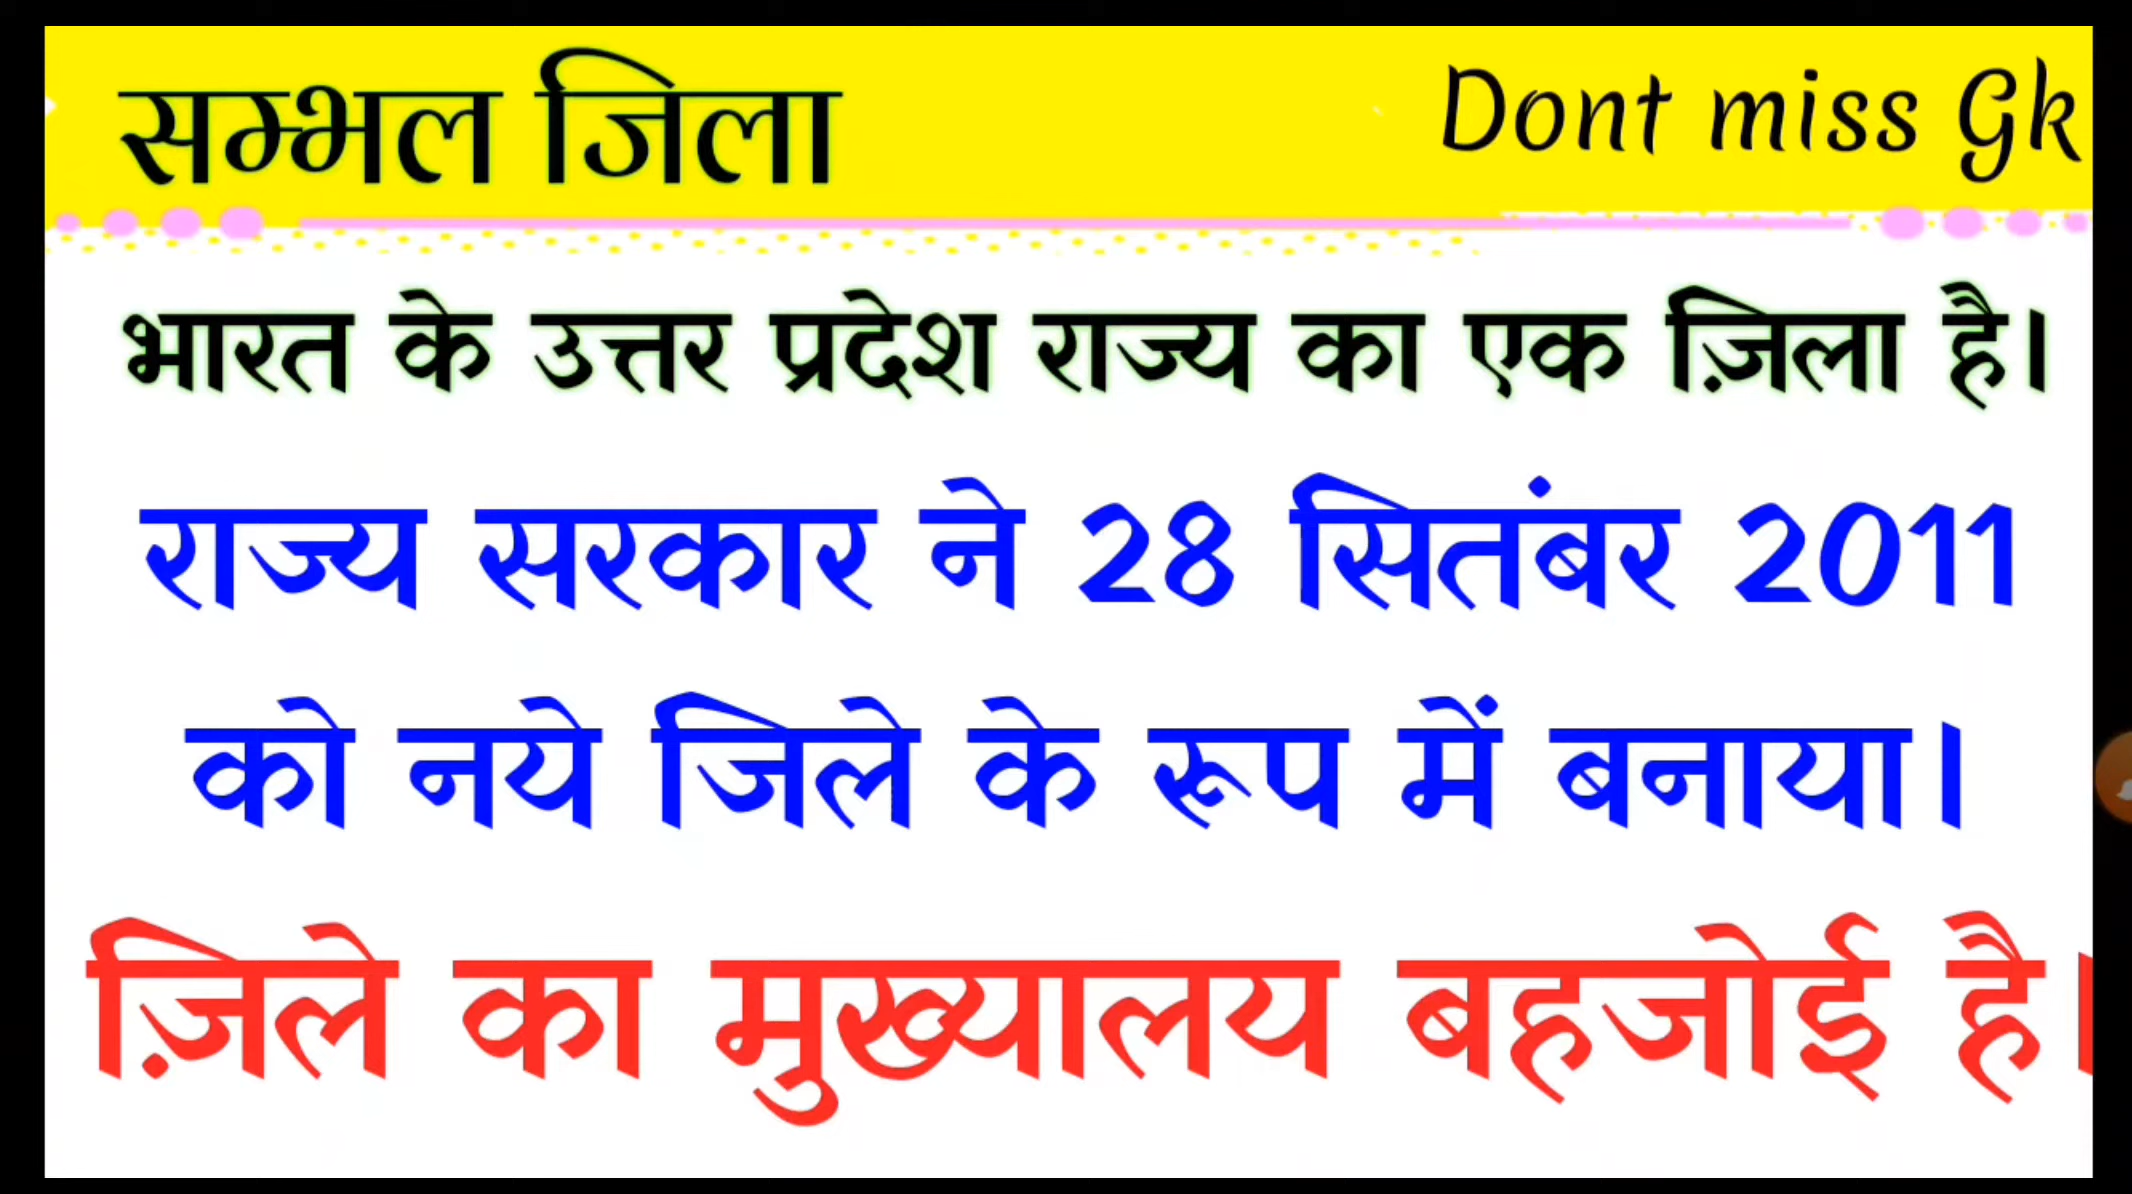 सम्भल जिला
Dont miss Gk
भारत के उत्तर प्रदेश राज्य का एक ज़िला है।
राज्य सरकार ने 28 सितंबर 2011
को नये जिले के रूप में बनाया।
ज़िले का मुख्यालय बहजोई है।